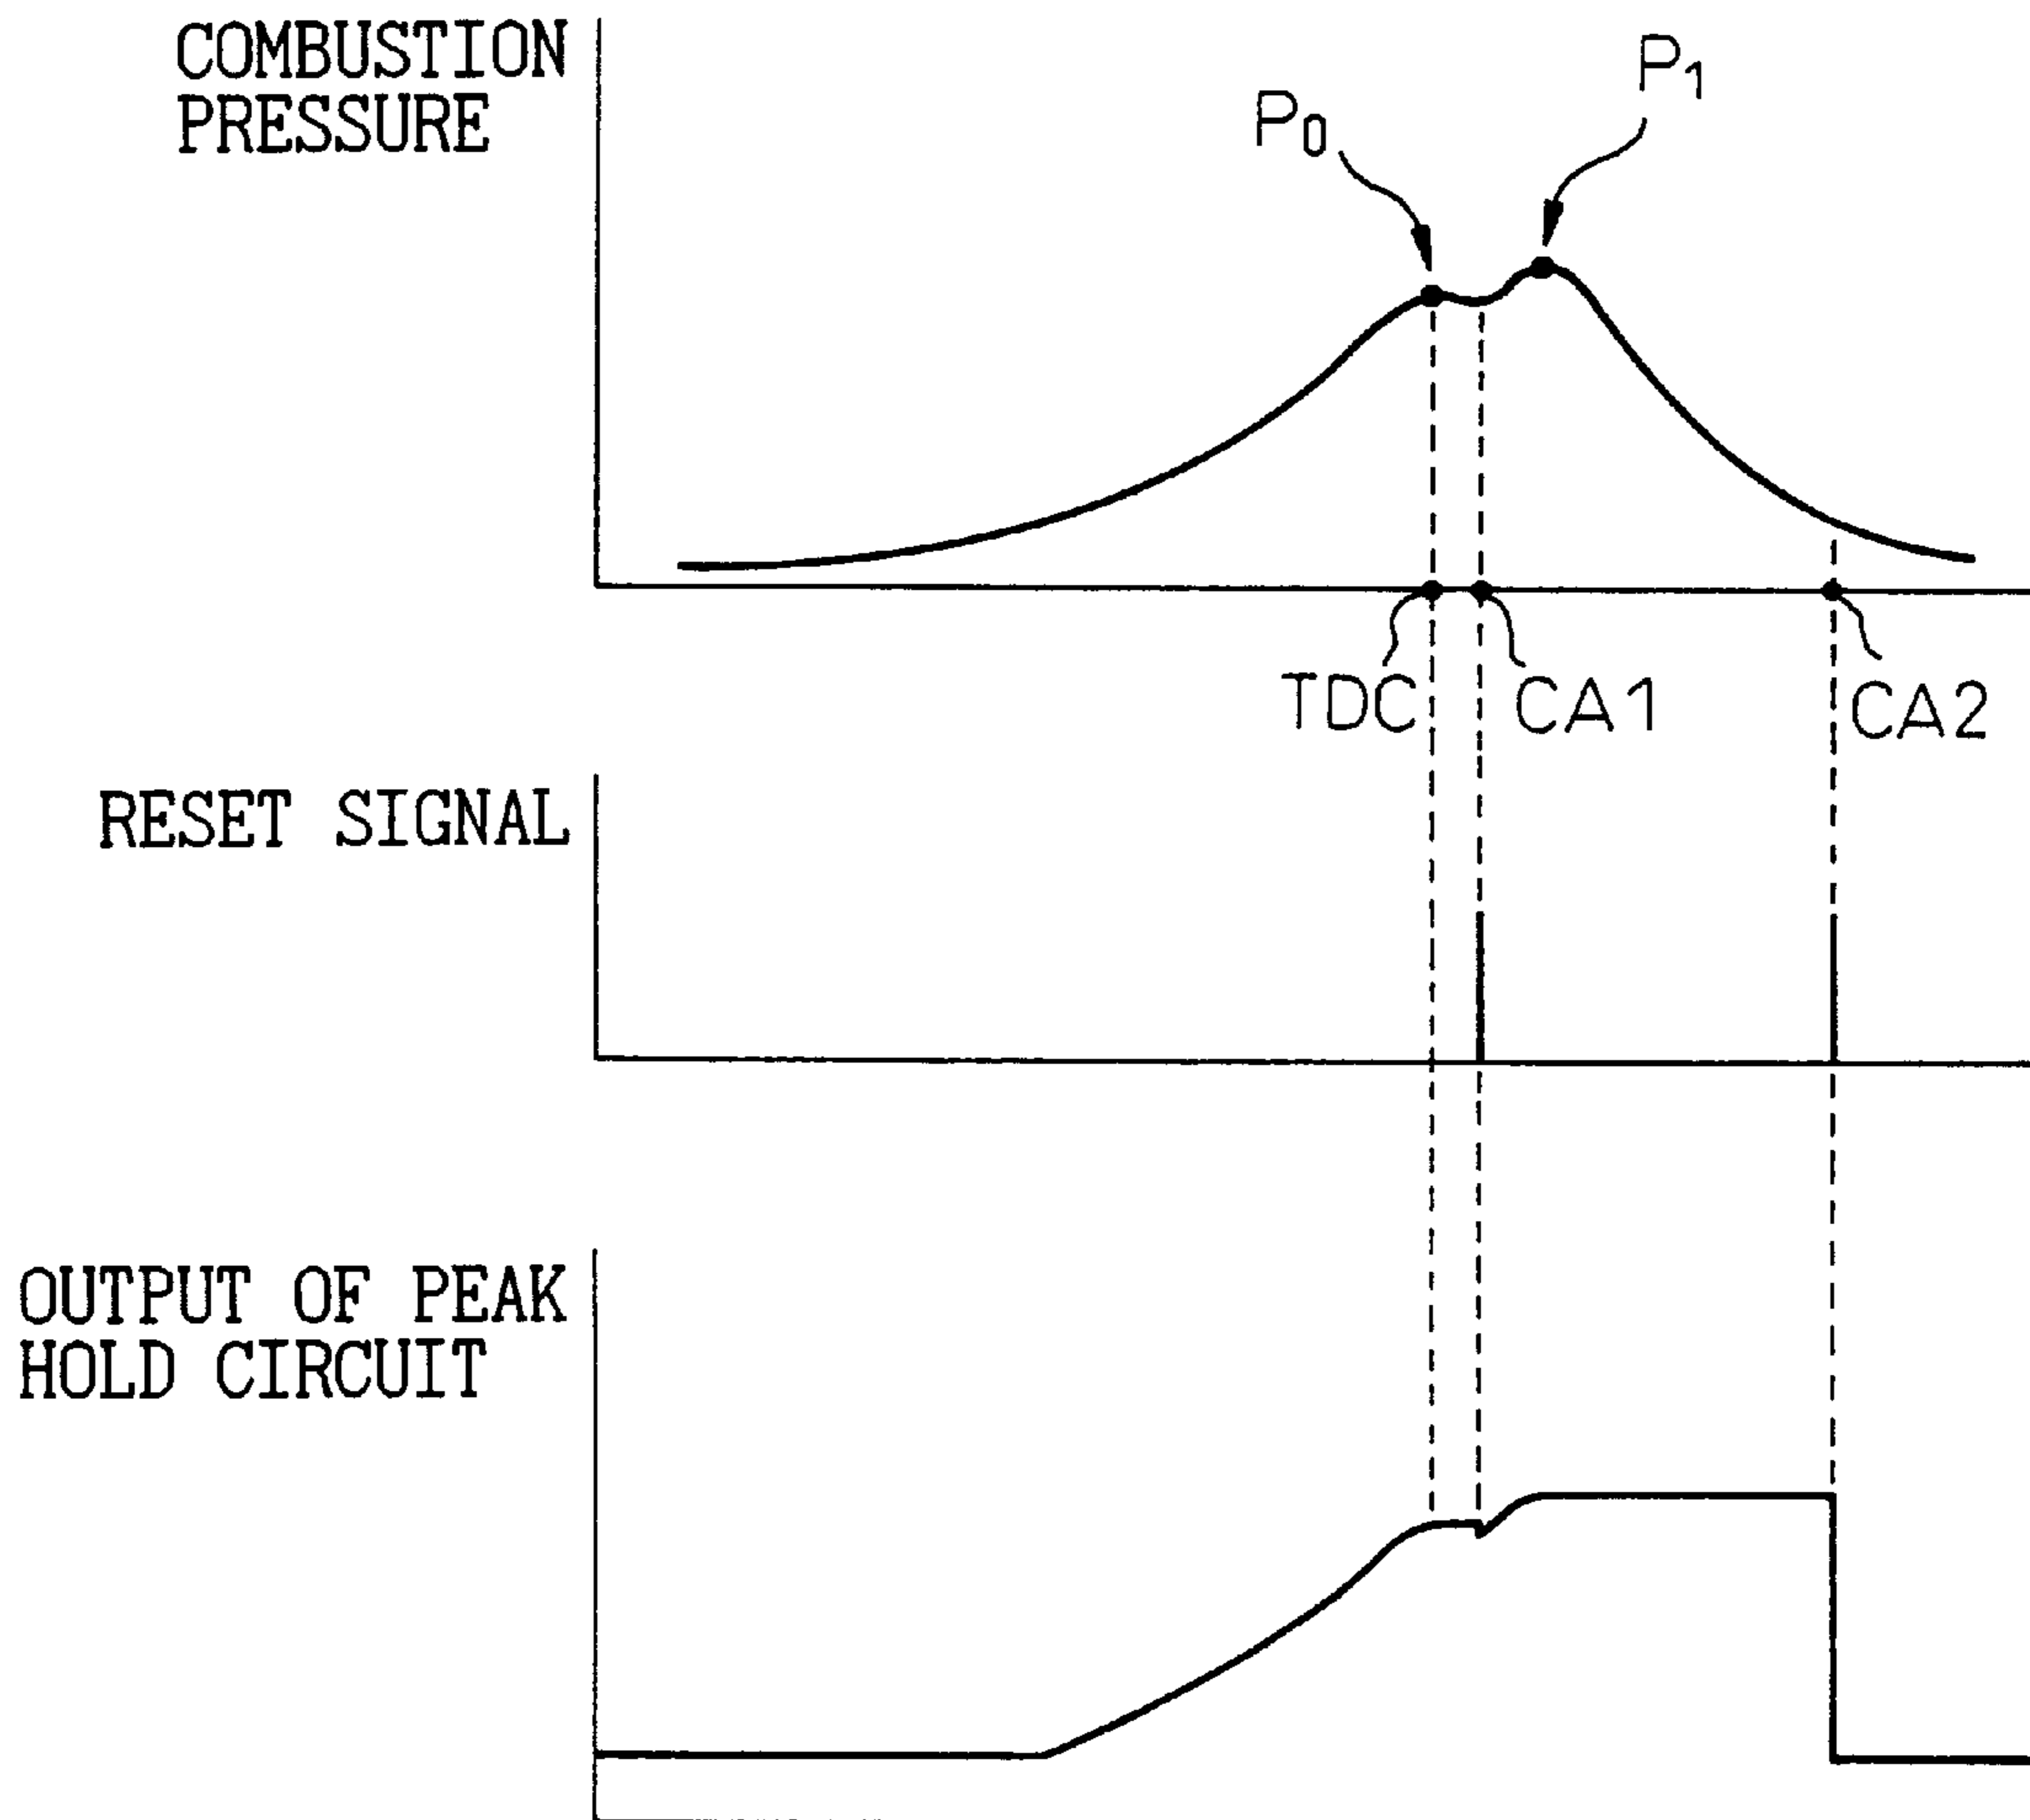 COMBUSTION
PRESSURE
P0
P1
TDC
CA1
CA2
RESET SIGNAL
OUTPUT OF PEAK
HOLD CIRCUIT